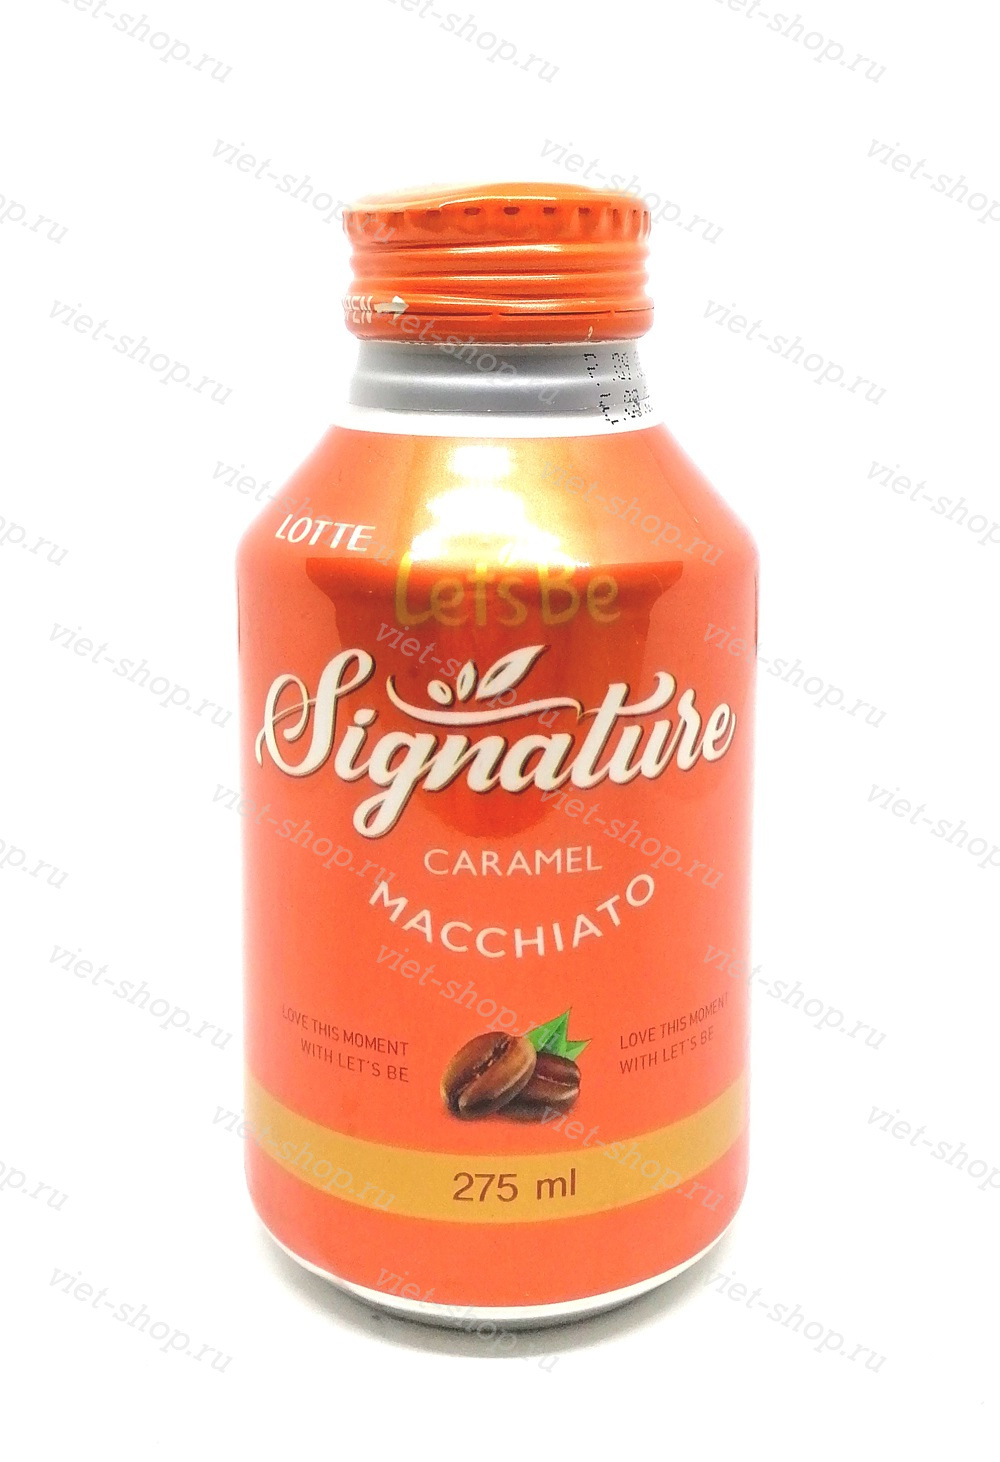 OPEN
LOTTE
Let's Be
Signature
CARAMEL
MACCHIATO
LOVE THIS MOMENT
WITH LET'S BE
LOVE THIS MOMENT
WITH LET'S BE
275 ml
viet-shop.ru